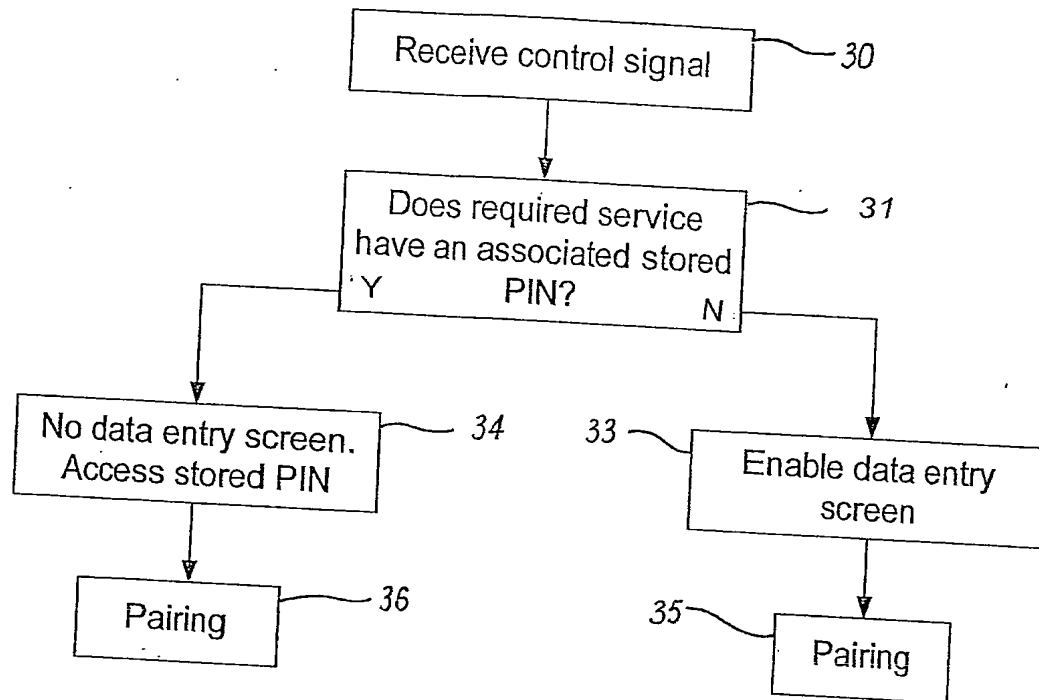 Receive control signal
30
Does required service
have an associated stored
PIN?
Y
N
31
No data entry screen.
Access stored PIN
34
33
Enable data entry
screen
Pairing
36
35
Pairing